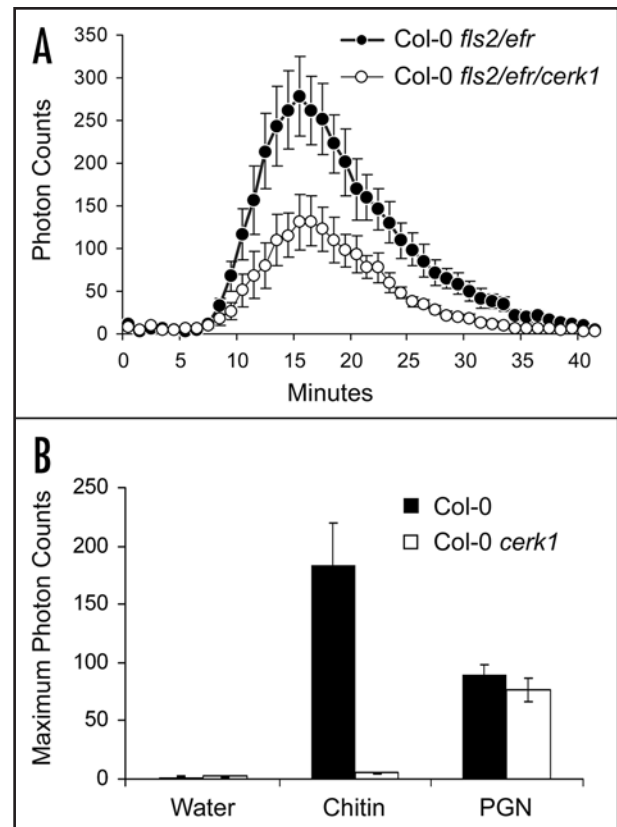 A
Col-0 fls2/efr
Col-0 fls2/efr/cerk1
Photon Counts
350
300
250
200
150
100
50
0
0 5 10 15 20 25 30 35 40
Minutes
B
Col-0
Col-0 cerk1
Maximum Photon Counts
250
200
150
100
50
0
Water Chitin PGN